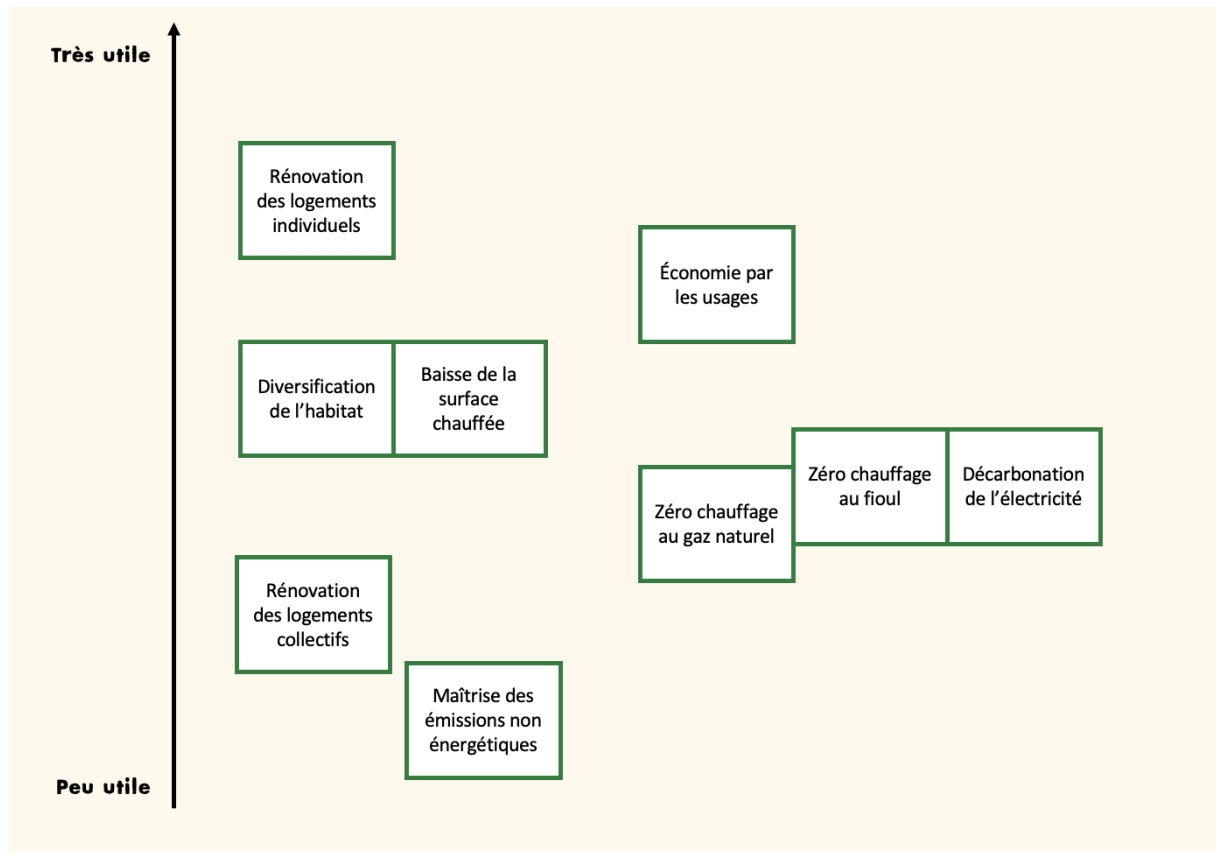 Très utile
Rénovation
des logements
individuels
Économie par
les usages
Diversification
de l'habitat
Baisse de la
surface
chauffée
Zéro chauffage
au gaz naturel
Zéro chauffage
au fioul
Décarbonation
de l'électricité
Rénovation
des logements
collectifs
Maîtrise des
émissions non
énergétiques
Peu utile